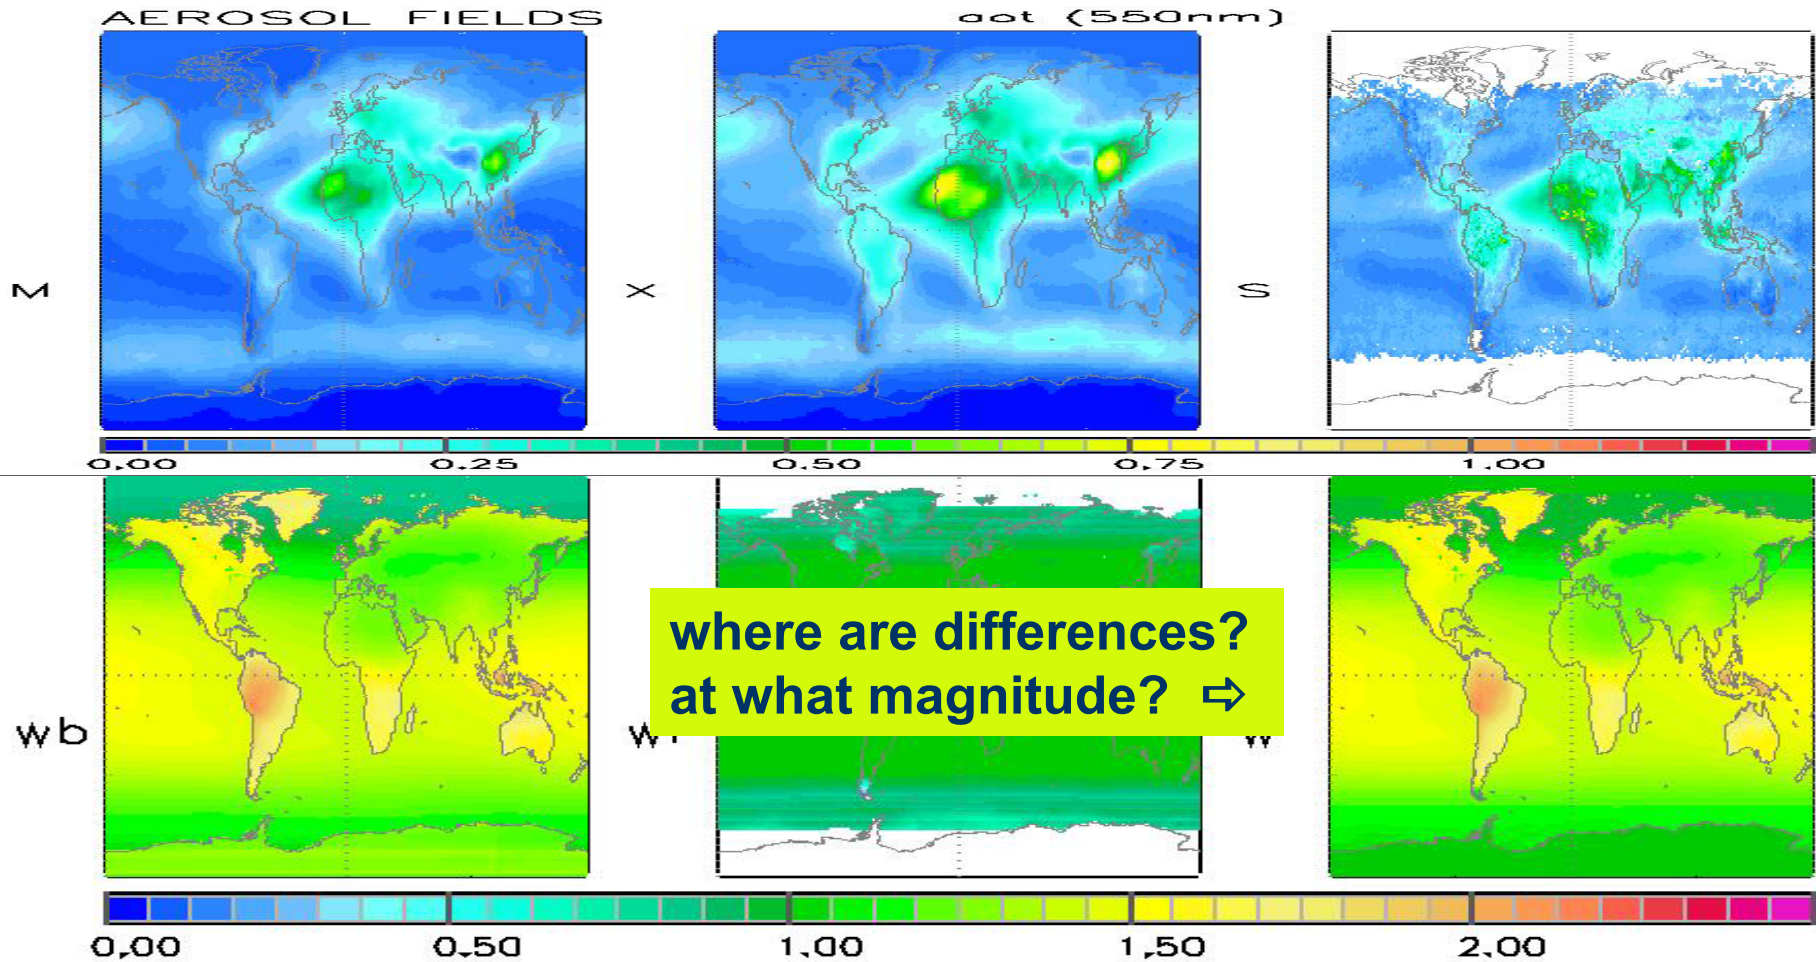 AEROSOL FIELDS aot (550nm)
M X S
0.00 0.25 0.50 0.75 1.00
where are differences?
at what magnitude? ⇨
wb w
0.00 0.50 1.00 1.50 2.00